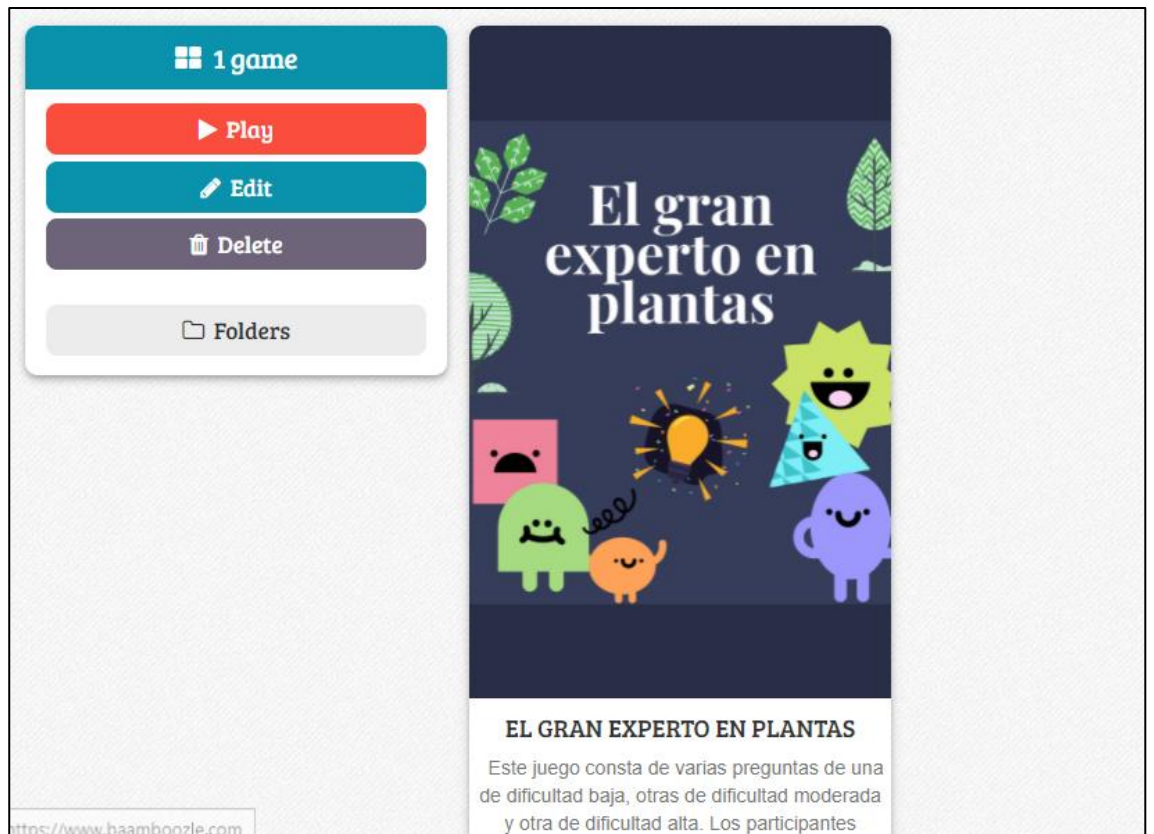 1 game
Play
Edit
Delete
Folders
El gran
experto en
plantas
EL GRAN EXPERTO EN PLANTAS
Este juego consta de varias preguntas de una
de dificultad baja, otras de dificultad moderada
y otra de dificultad alta. Los participantes
ttps://www.baamboozle.com